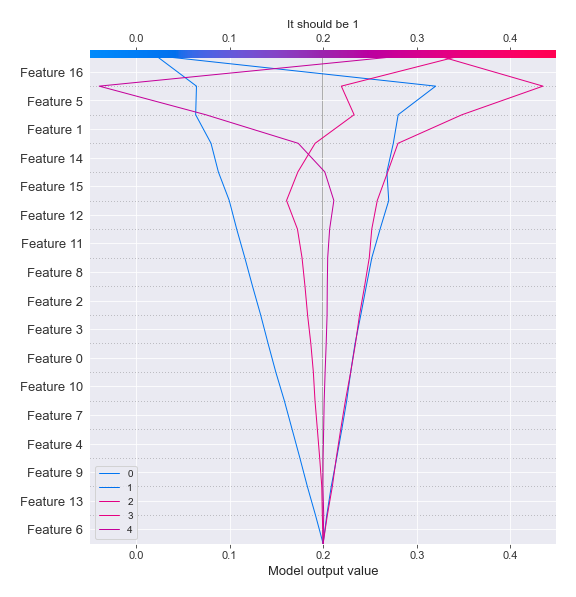 It should be 1
0.0 0.1 0.2 0.3 0.4
Feature 16
Feature 5
Feature 1
Feature 14
Feature 15
Feature 12
Feature 11
Feature 8
Feature 2
Feature 3
Feature 0
Feature 10
Feature 7
Feature 4
Feature 9
Feature 13
Feature 6
0
1
2
3
4
0.0 0.1 0.2 0.3 0.4
Model output value